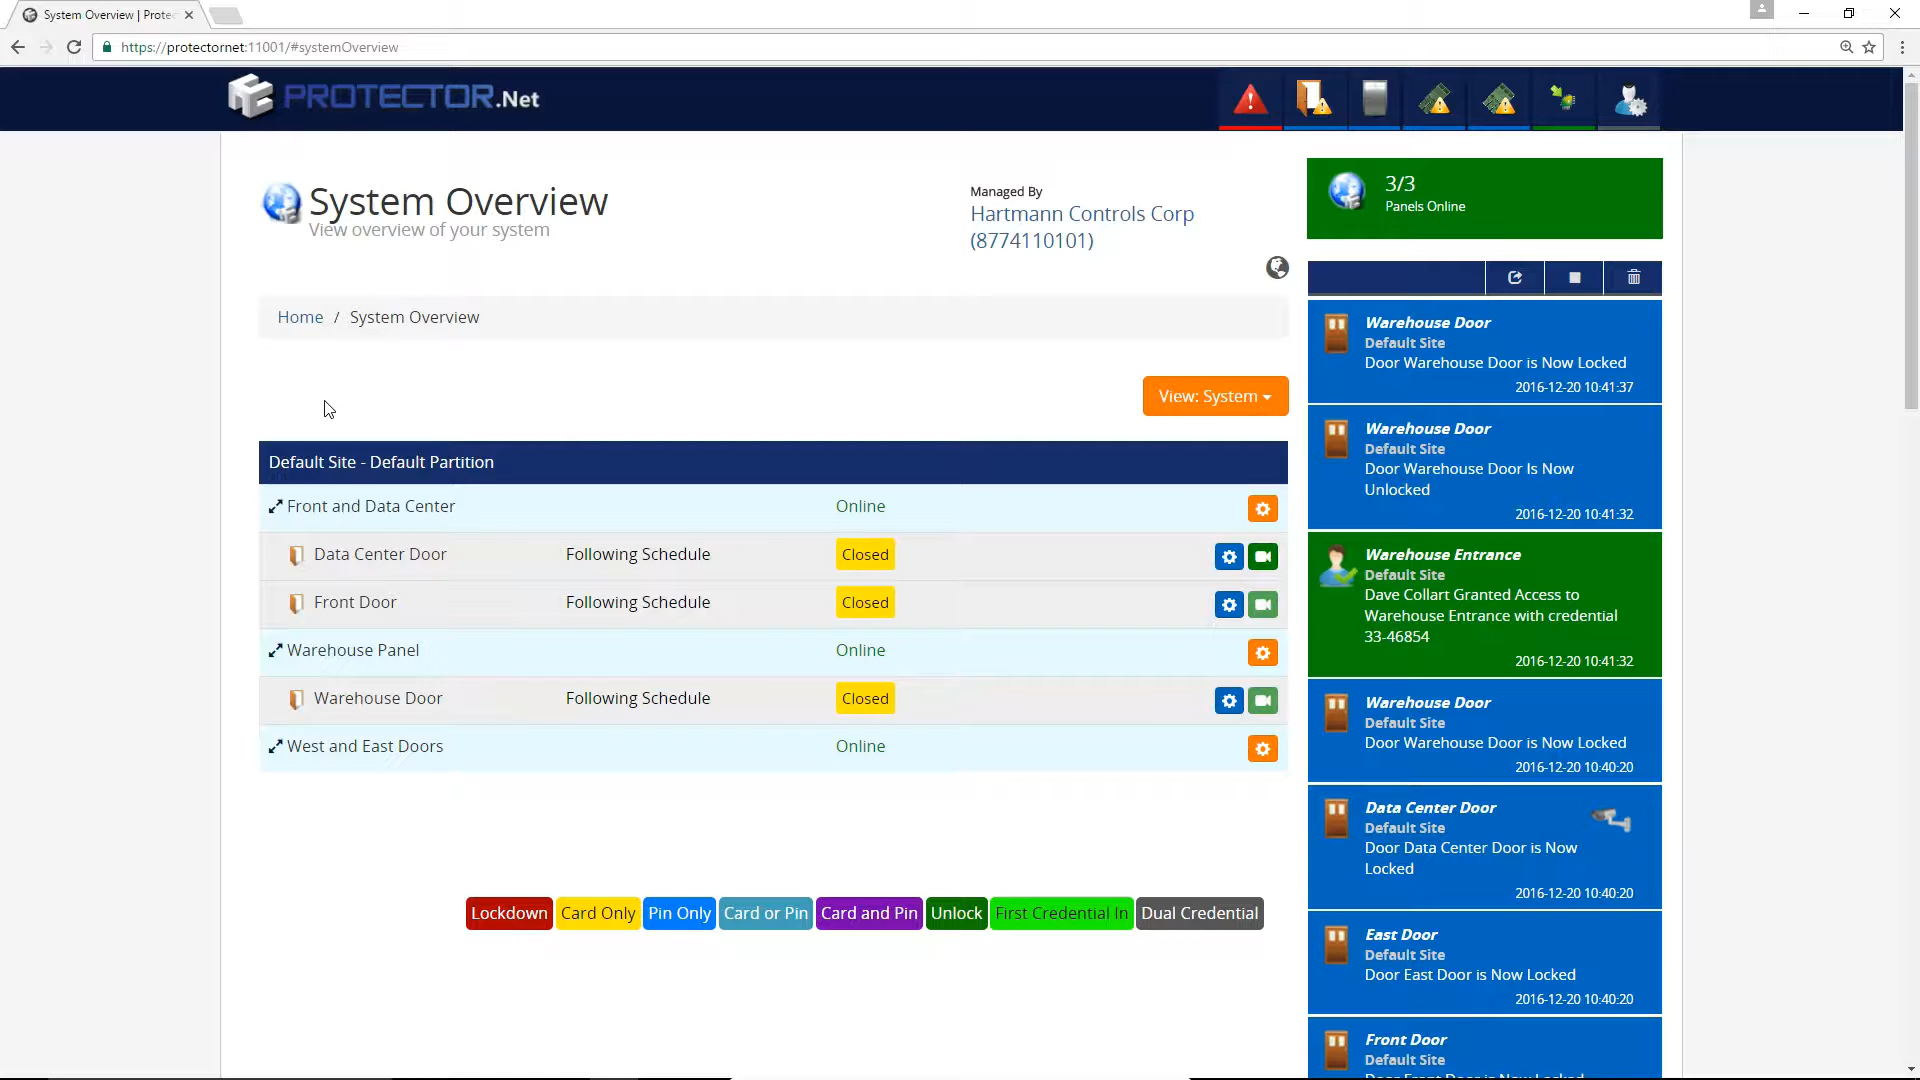 System Overview | Prote
https://protectornet:11001/#systemOverview
PROTECTOR.Net
System Overview
View overview of your system
Managed By
Hartmann Controls Corp
(8774110101)
Home / System Overview
View: System
Default Site - Default Partition
Front and Data Center Online
Data Center Door Following Schedule Closed
Front Door Following Schedule Closed
Warehouse Panel Online
Warehouse Door Following Schedule Closed
West and East Doors Online
Lockdown Card Only Pin Only Card or Pin Card and Pin Unlock First Credential In Dual Credential
3/3
Panels Online
Warehouse Door
Default Site
Door Warehouse Door is Now Locked
2016-12-20 10:41:37
Warehouse Door
Default Site
Door Warehouse Door Is Now
Unlocked
2016-12-20 10:41:32
Warehouse Entrance
Default Site
Dave Collart Granted Access to
Warehouse Entrance with credential
33-46854
2016-12-20 10:41:32
Warehouse Door
Default Site
Door Warehouse Door is Now Locked
2016-12-20 10:40:20
Data Center Door
Default Site
Door Data Center Door is Now
Locked
2016-12-20 10:40:20
East Door
Default Site
Door East Door is Now Locked
2016-12-20 10:40:20
Front Door
Default Site
Door Front Door is Now Locked